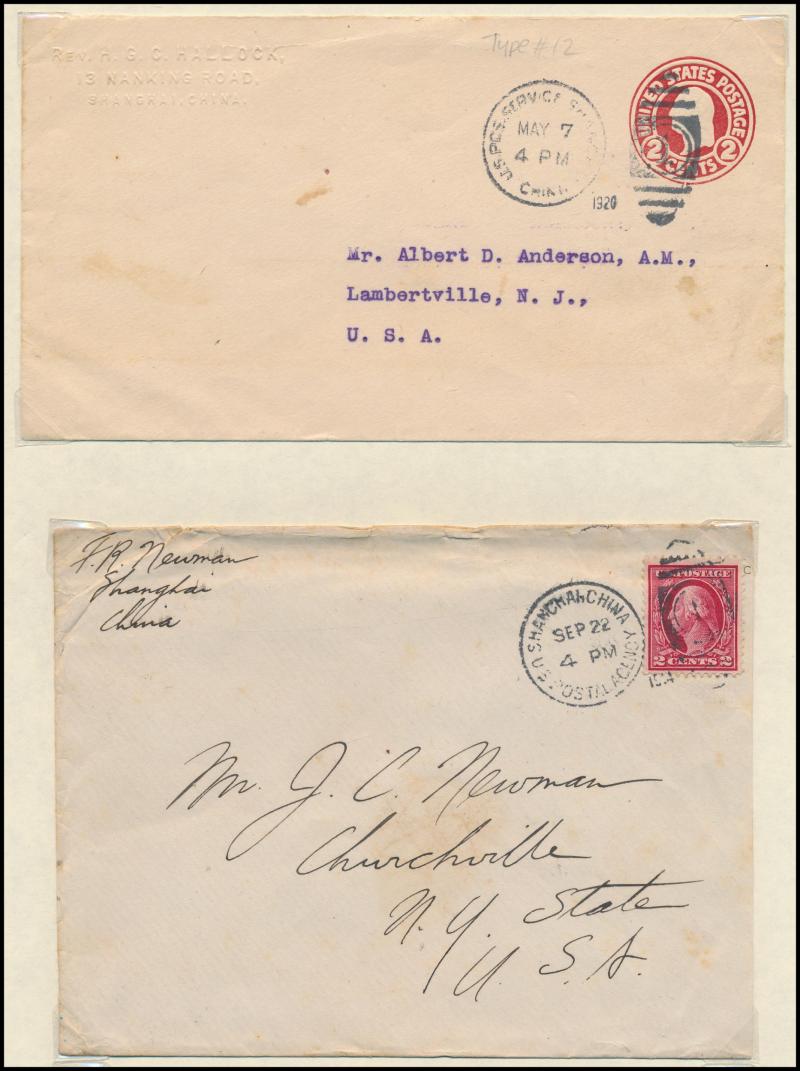 REV. H. G. C. HALLOCK,
13 NANKING ROAD,
SHANGHAI, CHINA.
Type #12
U.S. POS. SERVICE SHANG
MAY 7
4 PM
CHINA
1920
UNITED STATES POSTAGE
2 CENTS 2
Mr. Albert D. Anderson, A.M.,
Lambertville, N. J.,
U. S. A.
F. R. Newman
Shanghai
China
SHANGHAI, CHINA
SEP 22
4 PM
U.S. POSTAL AGENCY
U.S. POSTAGE
2 CENTS 2
Mr. J. C. Newman
Churchville
N. Y. State
U. S. A.